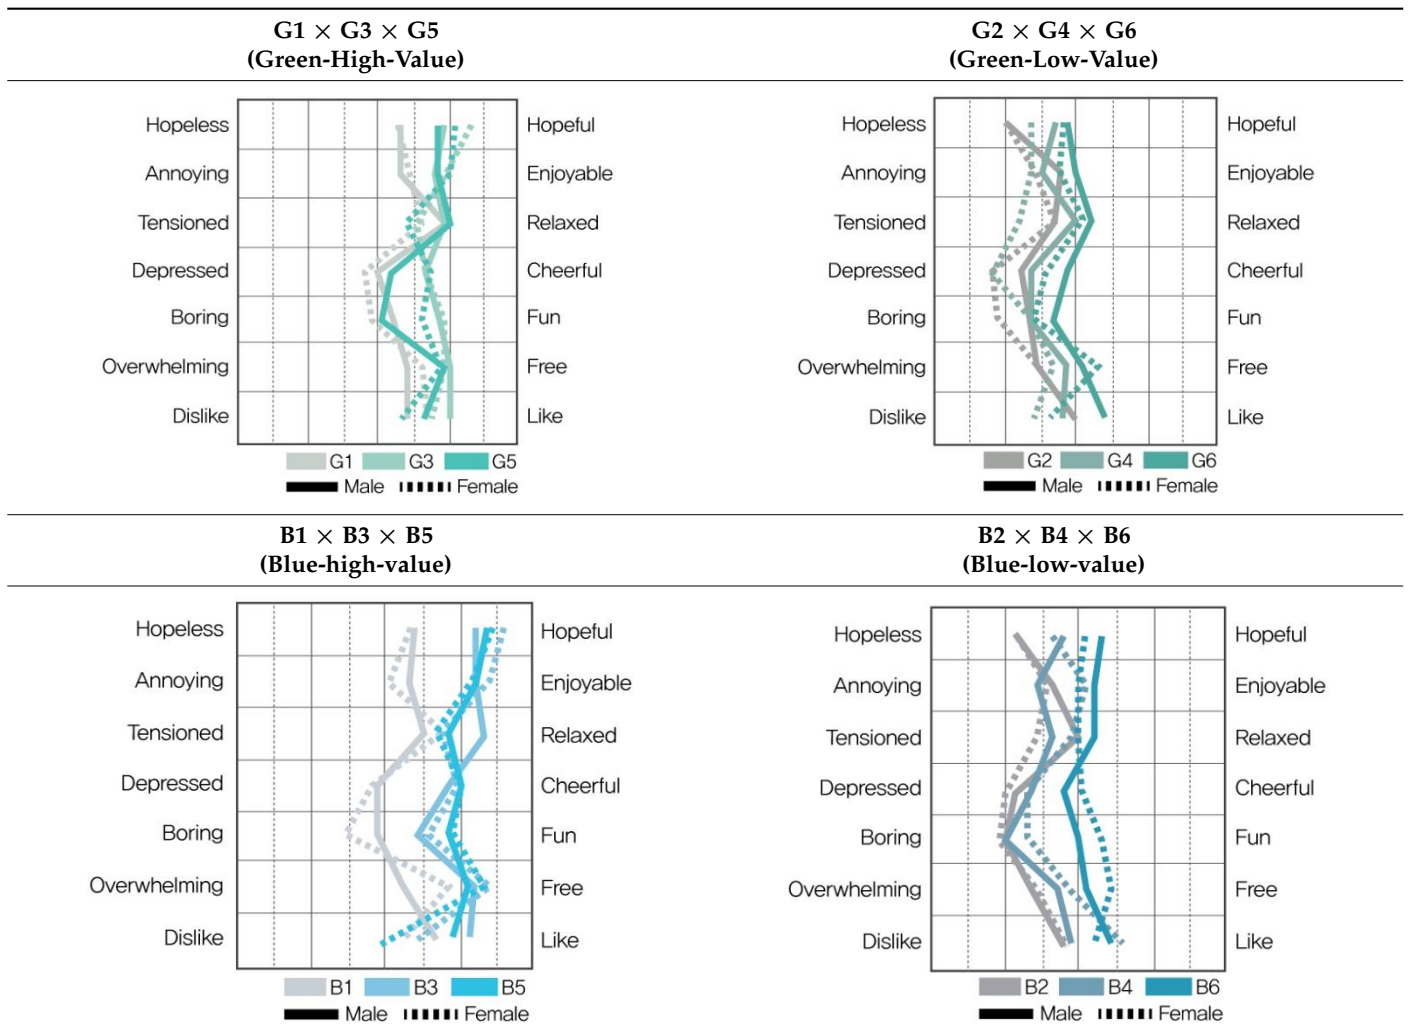 G1 × G3 × G5
(Green-High-Value)
G2 × G4 × G6
(Green-Low-Value)
Hopeless Hopeful
Annoying Enjoyable
Tensioned Relaxed
Depressed Cheerful
Boring Fun
Overwhelming Free
Dislike Like
G1 G3 G5
Male Female
Hopeless Hopeful
Annoying Enjoyable
Tensioned Relaxed
Depressed Cheerful
Boring Fun
Overwhelming Free
Dislike Like
G2 G4 G6
Male Female
B1 × B3 × B5
(Blue-high-value)
B2 × B4 × B6
(Blue-low-value)
Hopeless Hopeful
Annoying Enjoyable
Tensioned Relaxed
Depressed Cheerful
Boring Fun
Overwhelming Free
Dislike Like
B1 B3 B5
Male Female
Hopeless Hopeful
Annoying Enjoyable
Tensioned Relaxed
Depressed Cheerful
Boring Fun
Overwhelming Free
Dislike Like
B2 B4 B6
Male Female